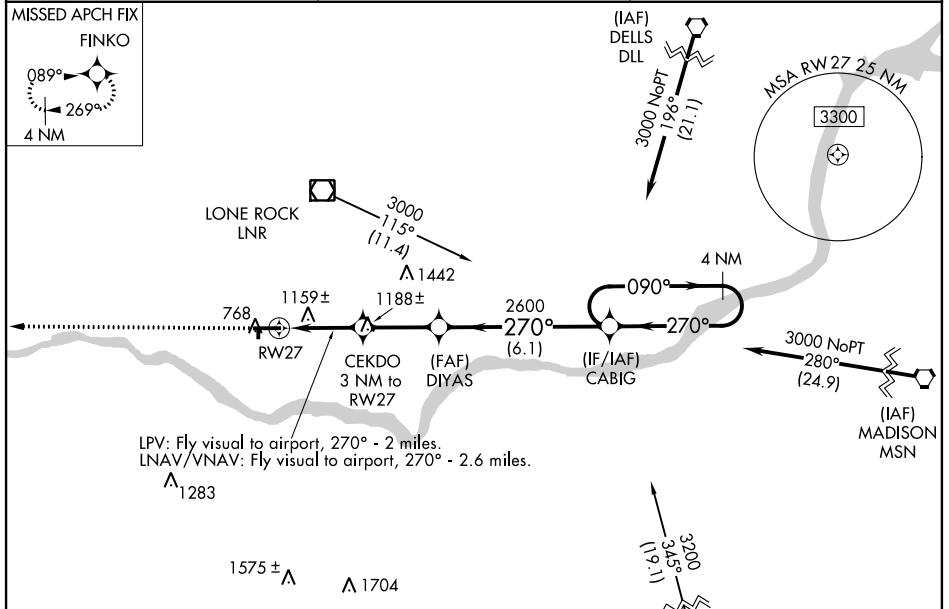 MISSED APCH FIX
FINKO
089°
269°
4 NM
(IAF)
DELLS
DLL
3000 NoPT
196°
(21.1)
MSA RW27 25 NM
3300
LONE ROCK
LNR
3000
115°
(11.4)
1442
4 NM
090°
1159 ±
1188 ±
2600
768
270°
270°
(6.1)
RW27
CEKDO
3 NM to
RW27
(FAF)
DIYAS
(IF/IAF)
CABIG
3000 NoPT
280°
(24.9)
(IAF)
MADISON
MSN
LPV: Fly visual to airport, 270° - 2 miles.
LNAV/VNAV: Fly visual to airport, 270° - 2.6 miles.
1283
3200
345°
(19.1)
1575 ±
1704